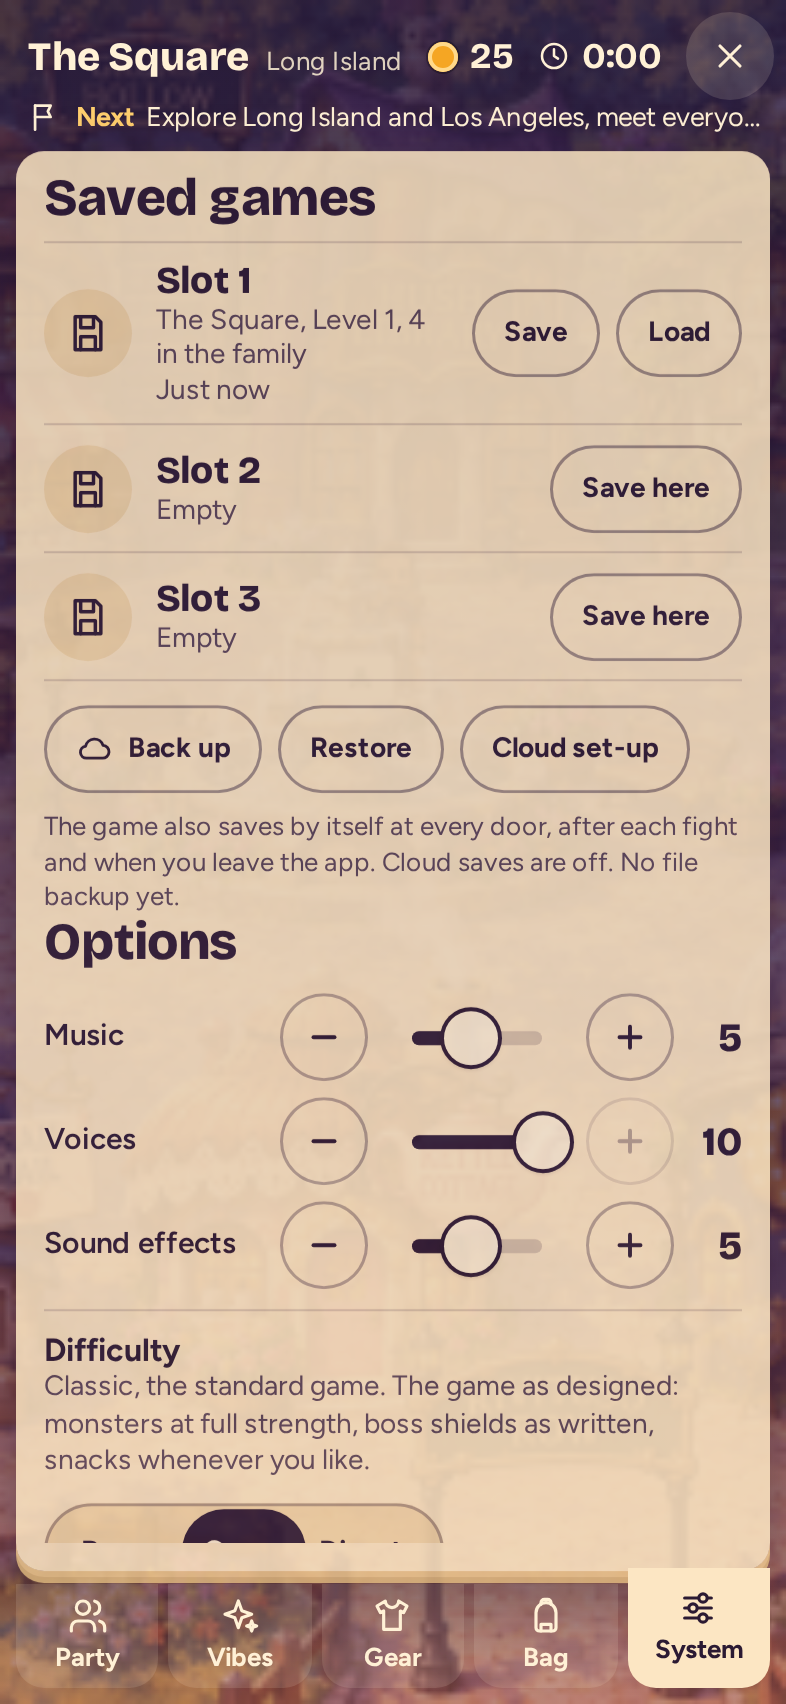 The Square Long Island 25 0:00
Next Explore Long Island and Los Angeles, meet everyo...
Saved games
Slot 1
The Square, Level 1, 4
in the family
Just now
Save
Load
Slot 2
Empty
Save here
Slot 3
Empty
Save here
Back up
Restore
Cloud set-up
The game also saves by itself at every door, after each fight
and when you leave the app. Cloud saves are off. No file
backup yet.
Options
Music 5
Voices 10
Sound effects 5
Difficulty
Classic, the standard game. The game as designed:
monsters at full strength, boss shields as written,
snacks whenever you like.
Party
Vibes
Gear
Bag
System